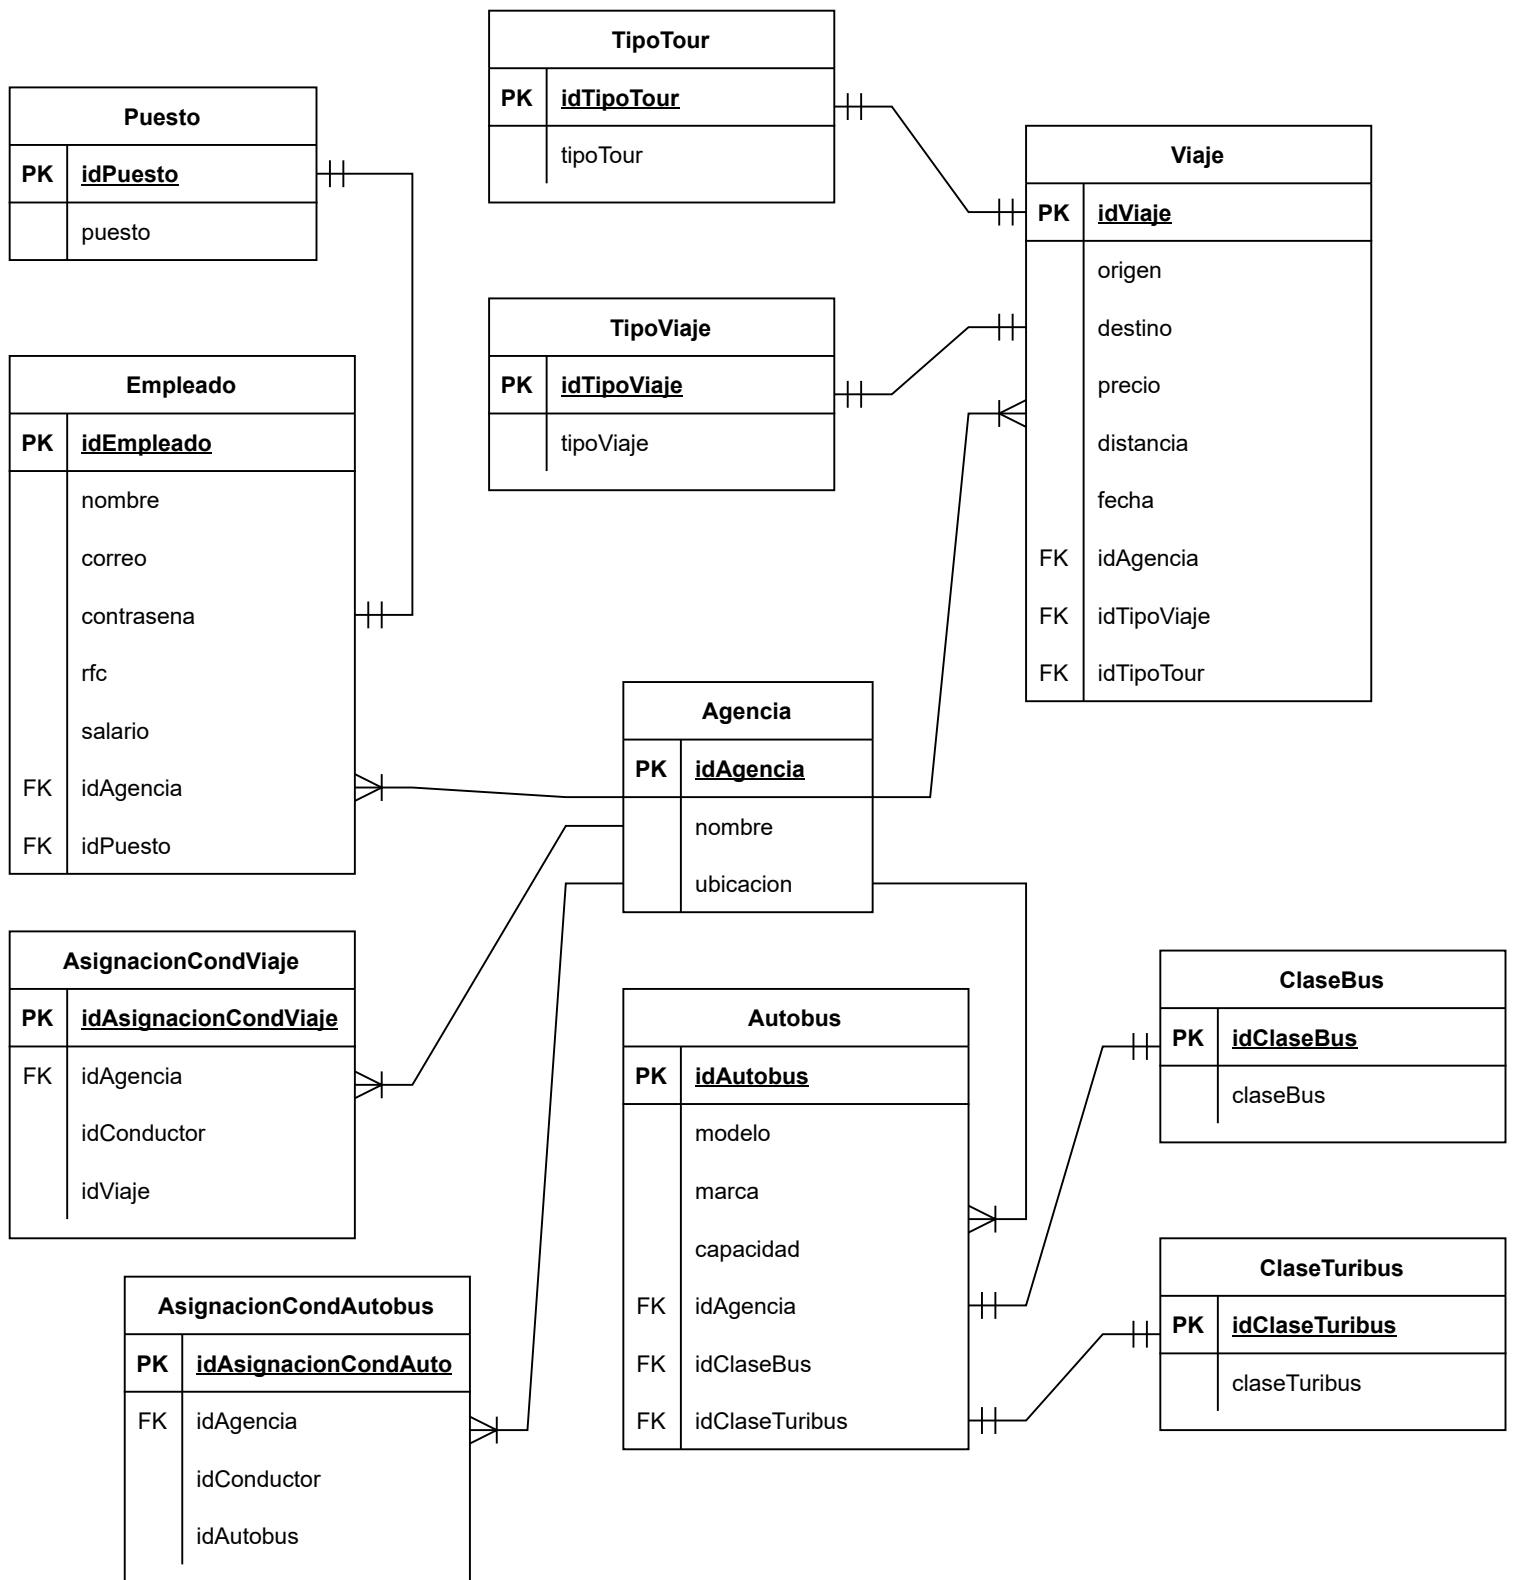 TipoTour
PK idTipoTour
tipoTour
Puesto
PK idPuesto
puesto
Viaje
PK idViaje
origen
destino
precio
distancia
fecha
FK idAgencia
FK idTipoViaje
FK idTipoTour
TipoViaje
PK idTipoViaje
tipoViaje
Empleado
PK idEmpleado
nombre
correo
contrasena
rfc
salario
FK idAgencia
FK idPuesto
Agencia
PK idAgencia
nombre
ubicacion
AsignacionCondViaje
PK idAsignacionCondViaje
FK idAgencia
idConductor
idViaje
Autobus
PK idAutobus
modelo
marca
capacidad
FK idAgencia
FK idClaseBus
FK idClaseTuribus
ClaseBus
PK idClaseBus
claseBus
ClaseTuribus
PK idClaseTuribus
claseTuribus
AsignacionCondAutobus
PK idAsignacionCondAuto
FK idAgencia
idConductor
idAutobus